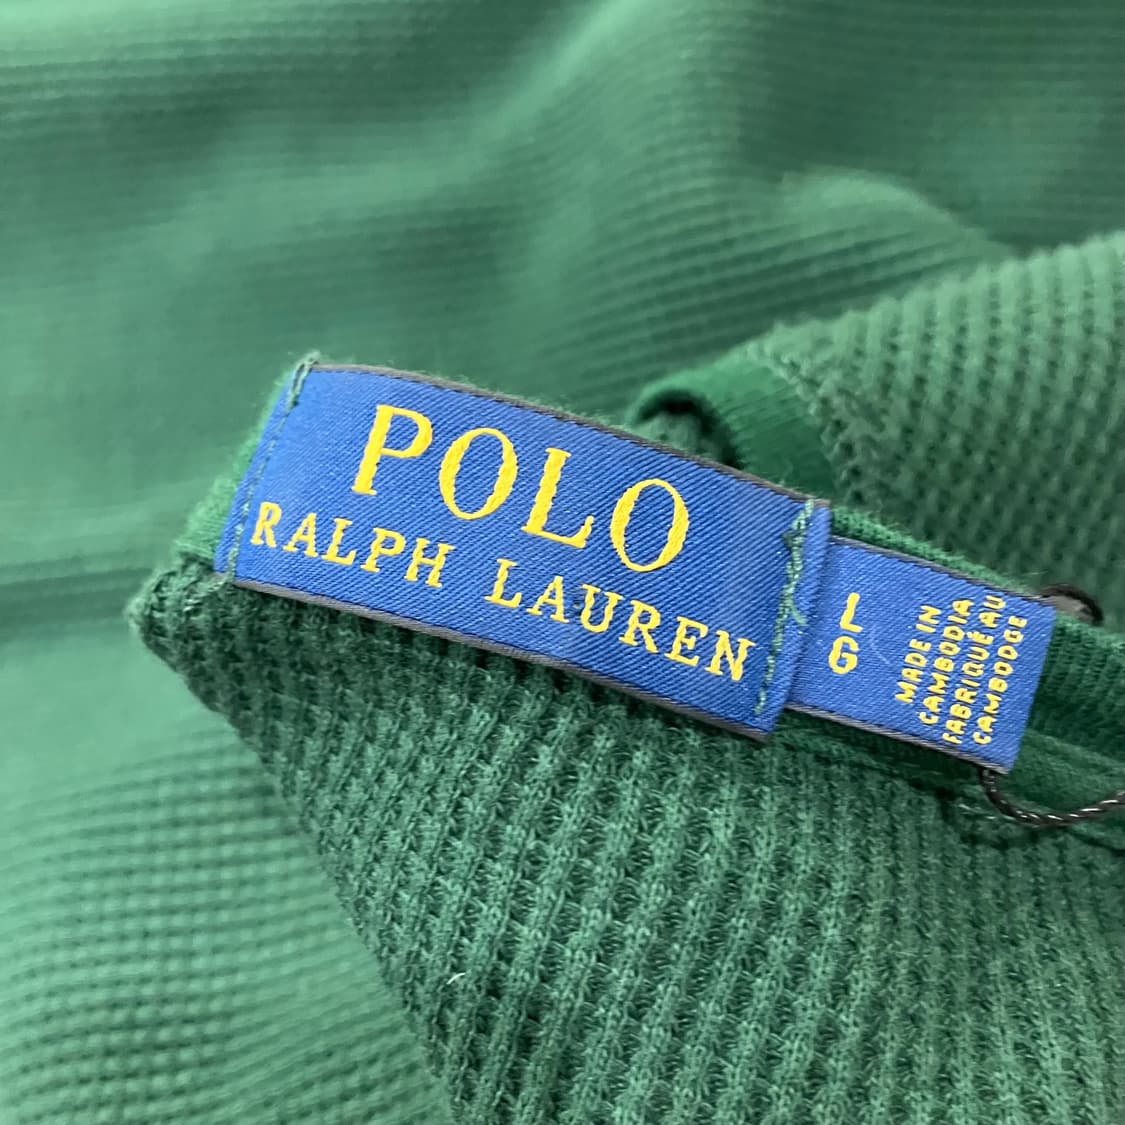 POLO
RALPH LAUREN
L
G
MADE IN
CAMBODIA
FABRIQUÉ AU
CAMBODGE